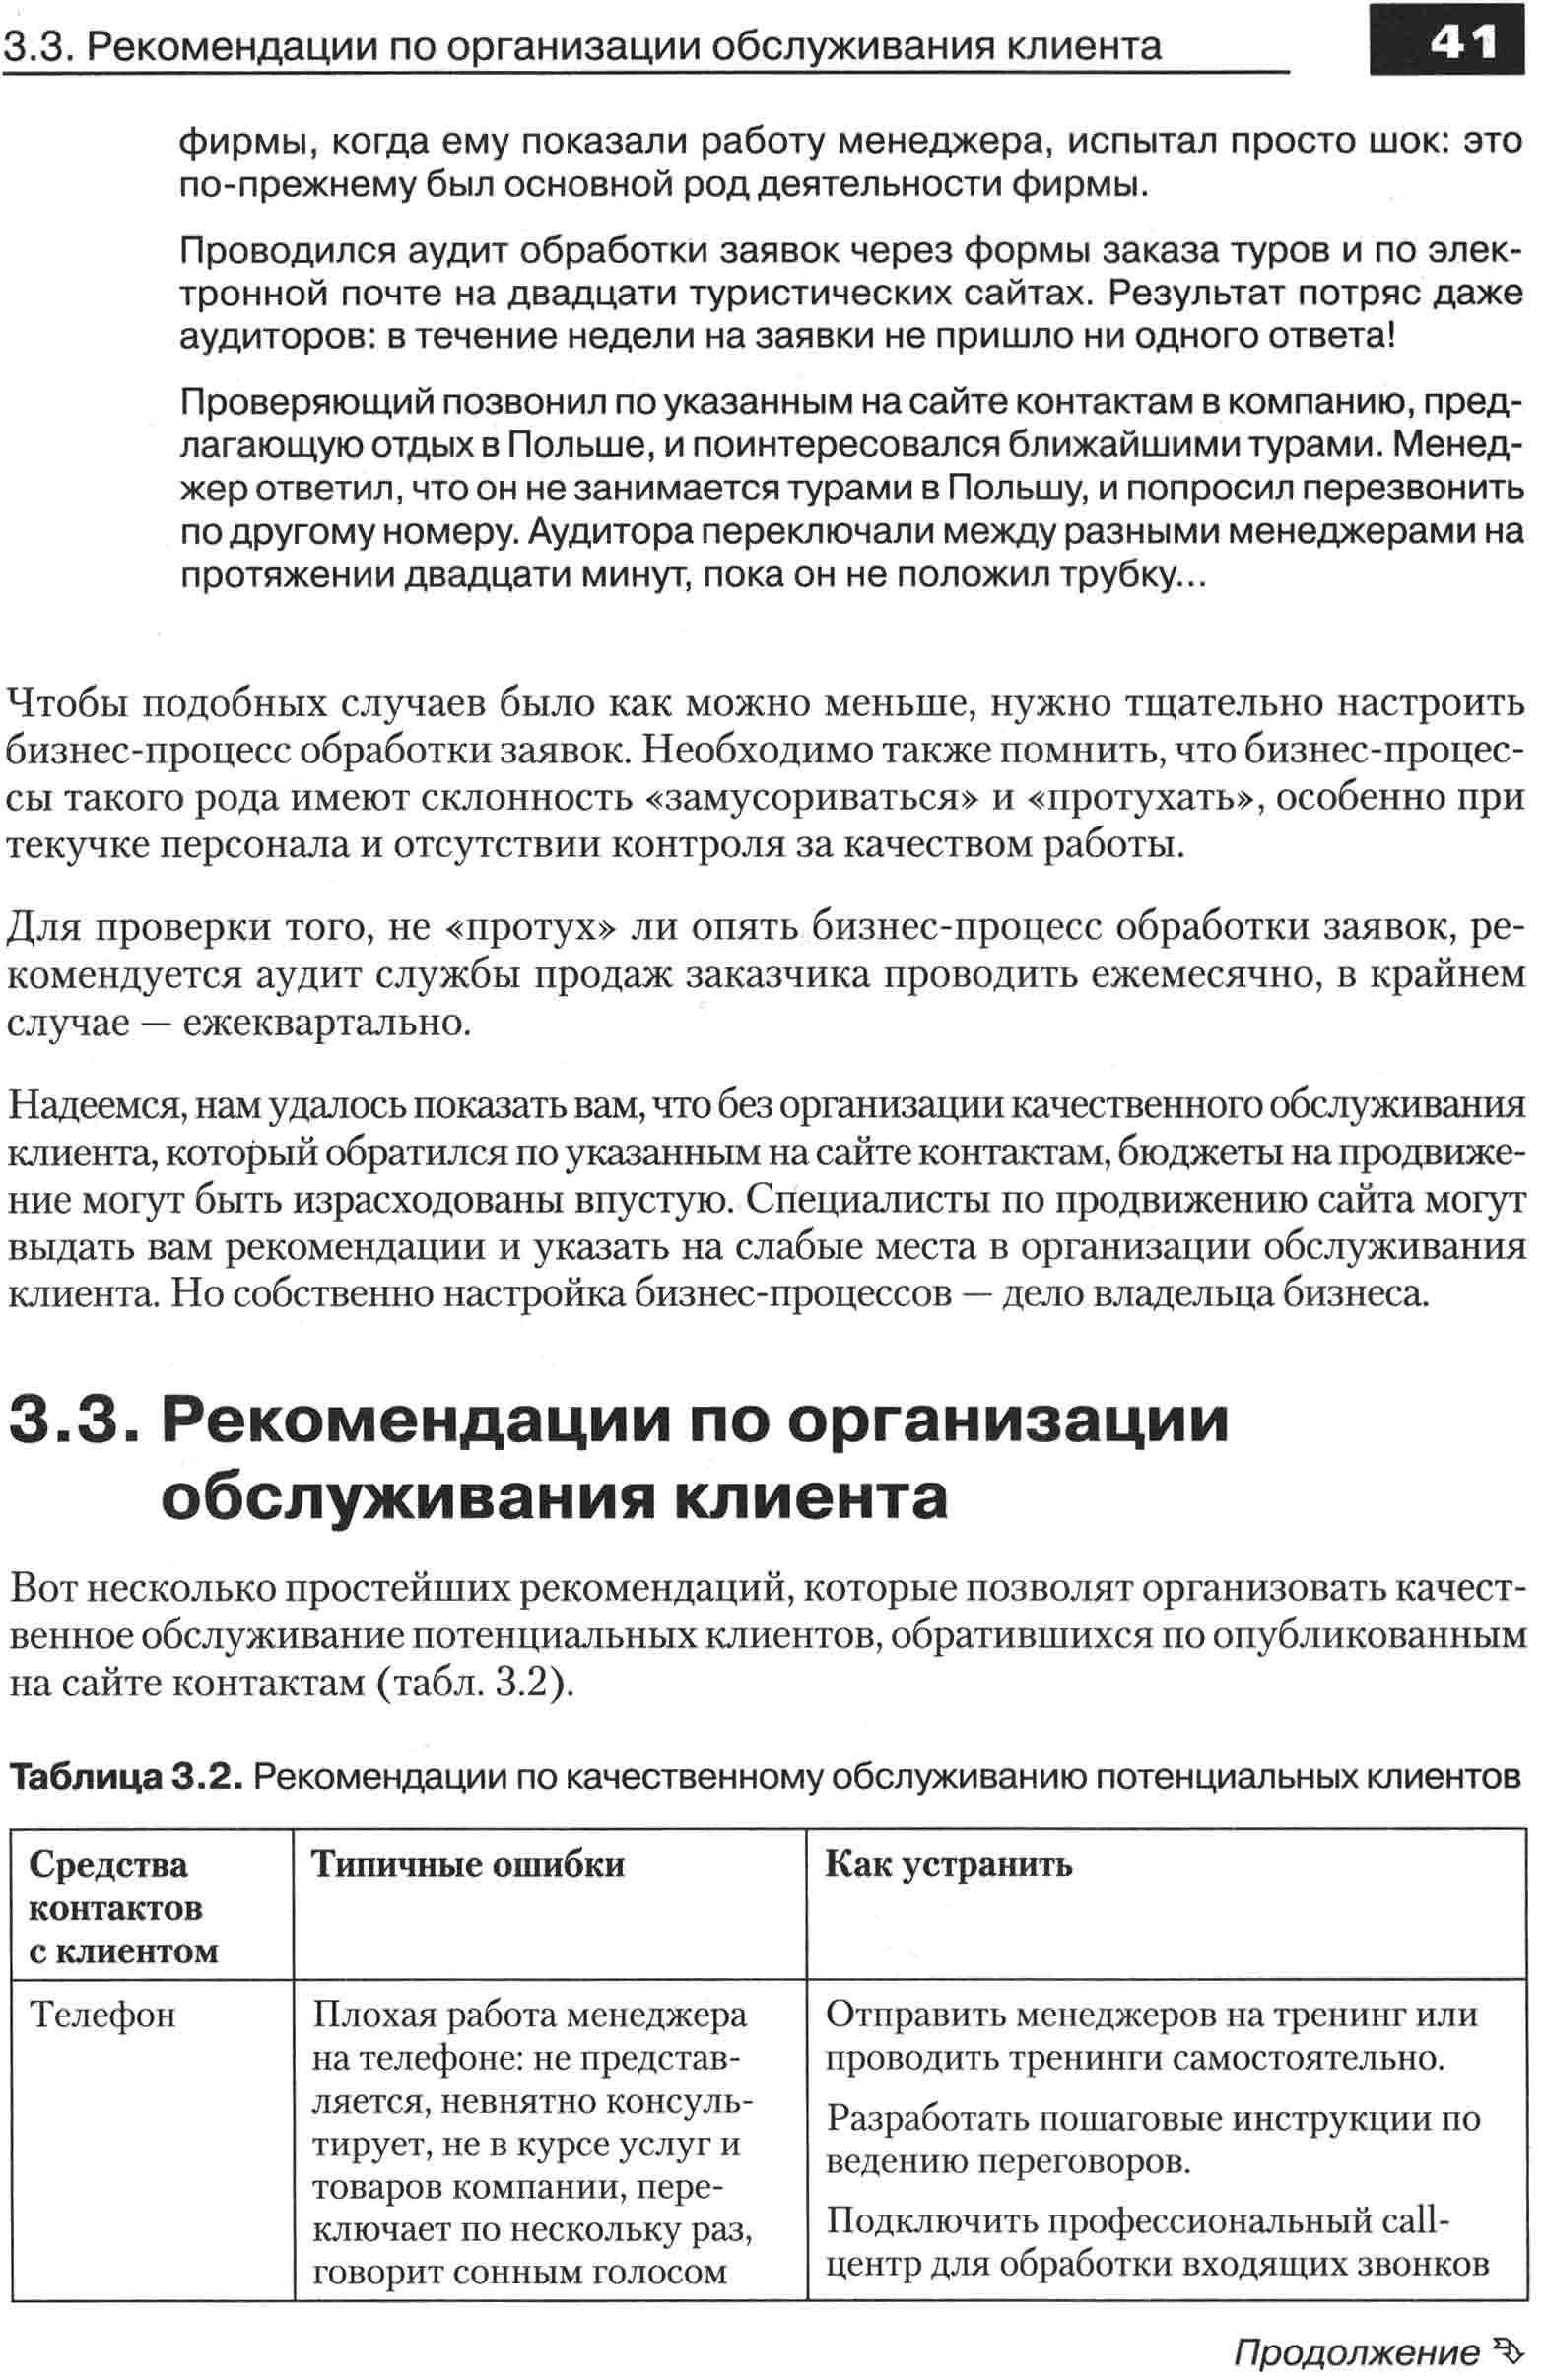 3.3. Рекомендации по организации обслуживания клиента
41
фирмы, когда ему показали работу менеджера, испытал просто шок: это
по-прежнему был основной род деятельности фирмы.
Проводился аудит обработки заявок через формы заказа туров и по элек-
тронной почте на двадцати туристических сайтах. Результат потряс даже
аудиторов: в течение недели на заявки не пришло ни одного ответа!
Проверяющий позвонил по указанным на сайте контактам в компанию, пред-
лагающую отдых в Польше, и поинтересовался ближайшими турами. Менед-
жер ответил, что он не занимается турами в Польшу, и попросил перезвонить
по другому номеру. Аудитора переключали между разными менеджерами на
протяжении двадцати минут, пока он не положил трубку...
Чтобы подобных случаев было как можно меньше, нужно тщательно настроить
бизнес-процесс обработки заявок. Необходимо также помнить, что бизнес-процес-
сы такого рода имеют склонность «замусориваться» и «протухать», особенно при
текучке персонала и отсутствии контроля за качеством работы.
Для проверки того, не «протух» ли опять бизнес-процесс обработки заявок, ре-
комендуется аудит службы продаж заказчика проводить ежемесячно, в крайнем
случае — ежеквартально.
Надеемся, нам удалось показать вам, что без организации качественного обслуживания
клиента, который обратился по указанным на сайте контактам, бюджеты на продвиже-
ние могут быть израсходованы впустую. Специалисты по продвижению сайта могут
выдать вам рекомендации и указать на слабые места в организации обслуживания
клиента. Но собственно настройка бизнес-процессов — дело владельца бизнеса.
3.3. Рекомендации по организации
обслуживания клиента
Вот несколько простейших рекомендаций, которые позволят организовать качест-
венное обслуживание потенциальных клиентов, обратившихся по опубликованным
на сайте контактам (табл. 3.2).
Таблица 3.2. Рекомендации по качественному обслуживанию потенциальных клиентов
Средства
контактов
с клиентом
Типичные ошибки
Как устранить
Телефон
Плохая работа менеджера
на телефоне: не представ-
ляется, невнятно консуль-
тирует, не в курсе услуг и
товаров компании, пере-
ключает по нескольку раз,
говорит сонным голосом
Отправить менеджеров на тренинг или
проводить тренинги самостоятельно.
Разработать пошаговые инструкции по
ведению переговоров.
Подключить профессиональный call-
центр для обработки входящих звонков
Продолжение